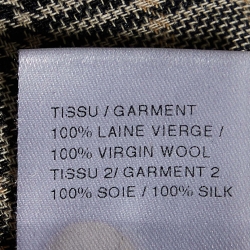 TISSU / GARMENT
100% LAINE VIERGE /
100% VIRGIN WOOL
TISSU 2/ GARMENT 2
100% SOIE / 100% SILK